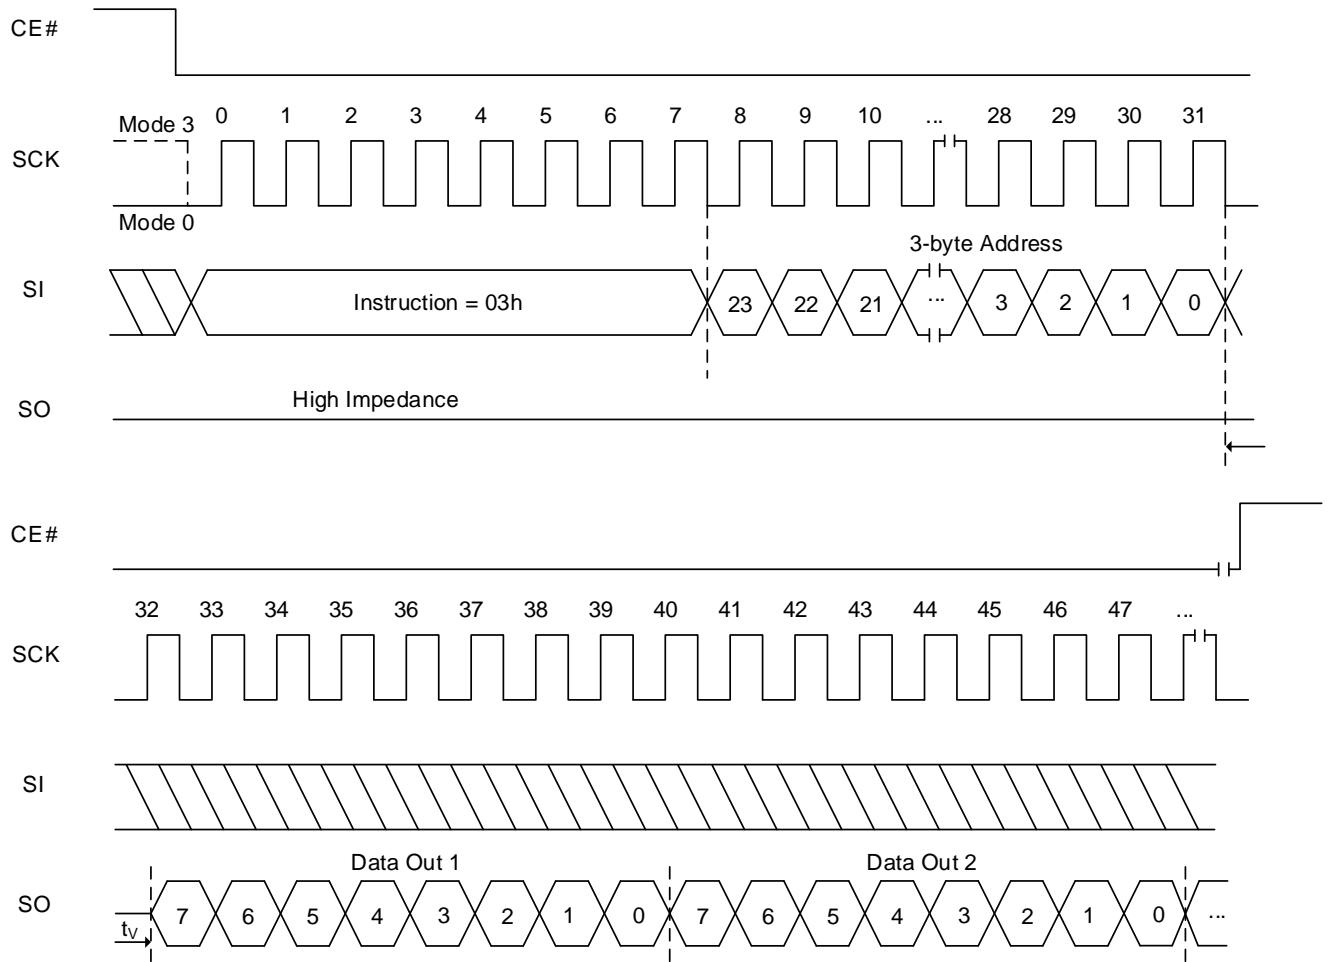 CE#
0 1 2 3 4 5 6 7 8 9 10 ... 28 29 30 31
Mode 3
SCK
Mode 0
3-byte Address
SI
Instruction = 03h 23 22 21 ... 3 2 1 0
High Impedance
SO
CE#
32 33 34 35 36 37 38 39 40 41 42 43 44 45 46 47 ...
SCK
SI
Data Out 1 Data Out 2
SO
7 6 5 4 3 2 1 0 7 6 5 4 3 2 1 0 ...
tV